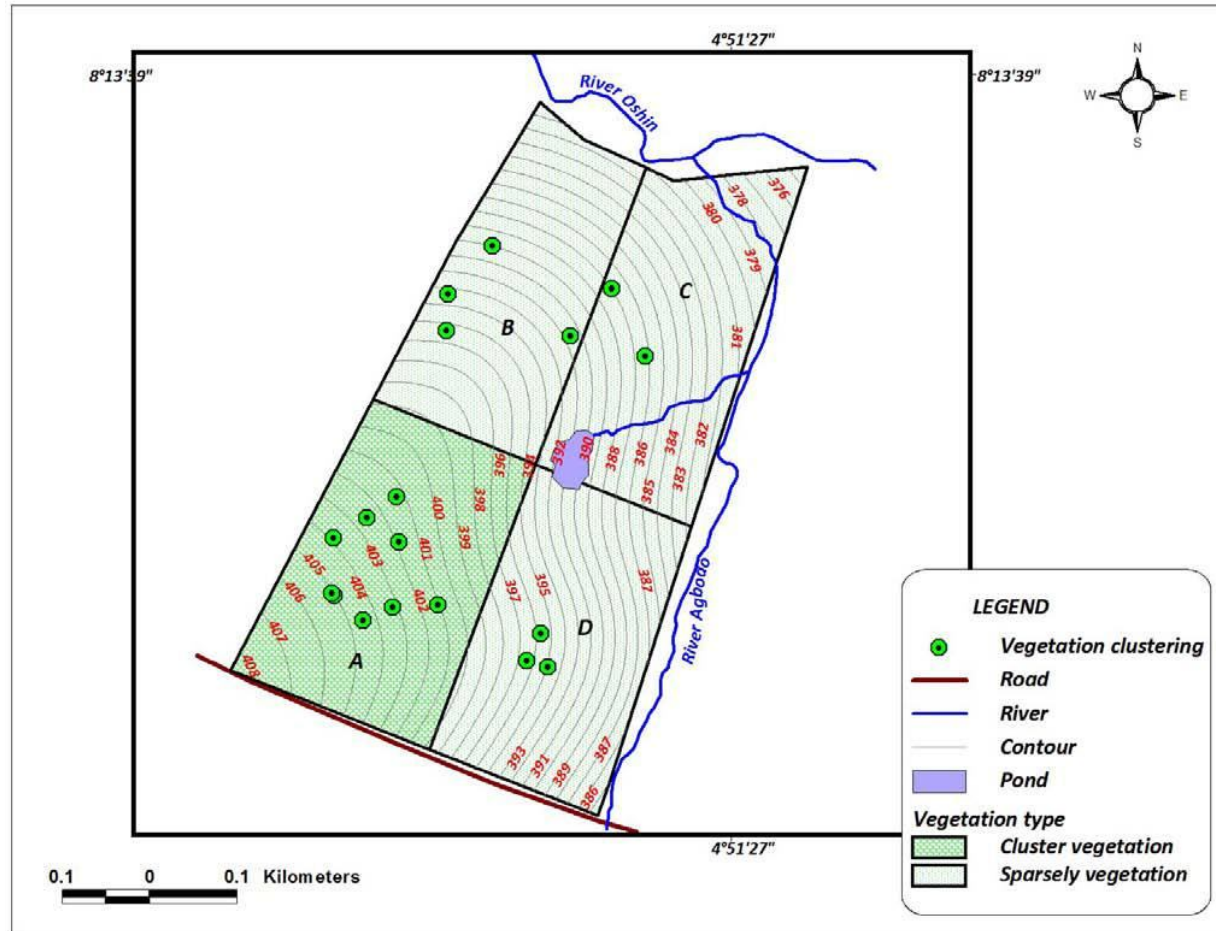 4°51'27"
8°13'39"
8°13'39"
N
W
E
S
River Oshin
376
378
380
379
C
B
381
382
384
386
388
390
392
394
396
383
385
398
400
399
401
403
405
404
402
406
407
408
A
397
395
387
D
River Agbodo
393
391
389
387
386
LEGEND
Vegetation clustering
Road
River
Contour
Pond
Vegetation type
Cluster vegetation
Sparsely vegetation
4°51'27"
0.1 0 0.1 Kilometers